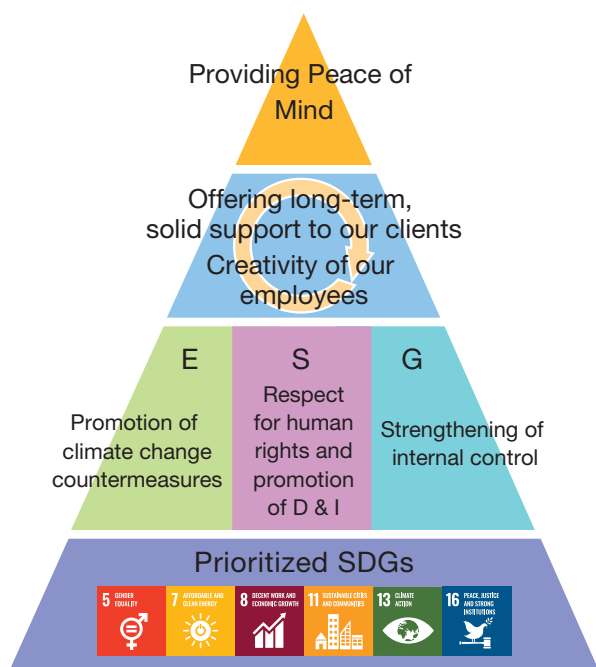 Providing Peace of
Mind
Offering long-term,
solid support to our clients
Creativity of our
employees
E
Promotion of
climate change
countermeasures
S
Respect
for human
rights and
promotion
of D & I
G
Strengthening of
internal control
Prioritized SDGs
5 GENDER
EQUALITY
7 AFFORDABLE AND
CLEAN ENERGY
8 DECENT WORK AND
ECONOMIC GROWTH
11 SUSTAINABLE CITIES
AND COMMUNITIES
13 CLIMATE
ACTION
16 PEACE, JUSTICE
AND STRONG
INSTITUTIONS